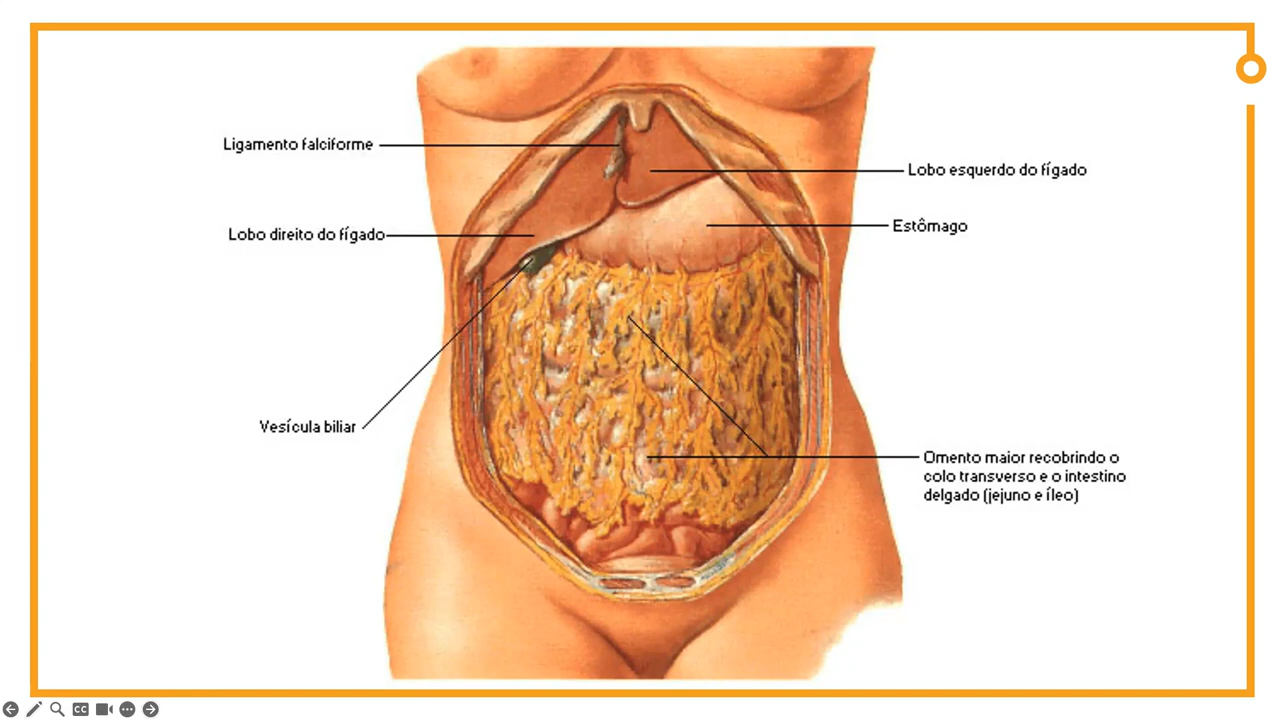 Ligamento falciforme
Lobo esquerdo do fígado
Estômago
Lobo direito do fígado
Vesícula biliar
Omento maior recobrindo o
colo transverso e o intestino
delgado (jejuno e íleo)
CC